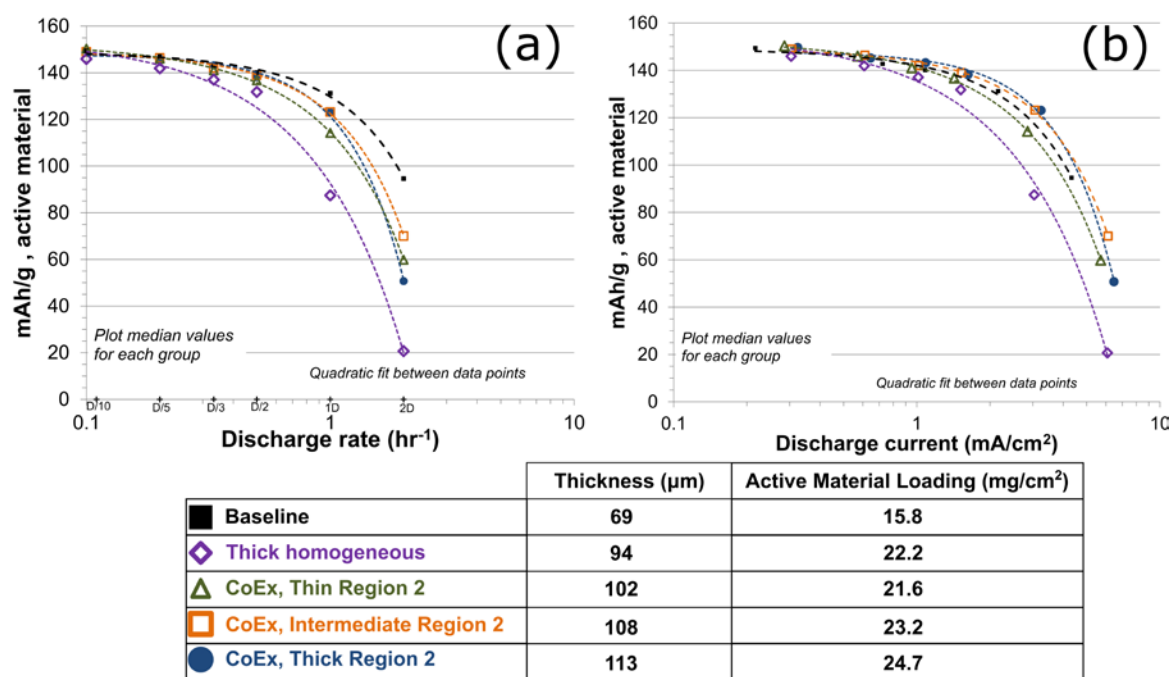 (a)
160
140
120
100
80
60
40
20
0
mAh/g , active material
Plot median values
for each group
Quadratic fit between data points
D/10 D/5 D/3 D/2 1D 2D
0.1 1 10
Discharge rate (hr⁻¹)
(b)
160
140
120
100
80
60
40
20
0
mAh/g , active material
Plot median values
for each group
Quadratic fit between data points
0.1 1 10
Discharge current (mA/cm²)
Thickness (µm) Active Material Loading (mg/cm²)
Baseline 69 15.8
Thick homogeneous 94 22.2
CoEx, Thin Region 2 102 21.6
CoEx, Intermediate Region 2 108 23.2
CoEx, Thick Region 2 113 24.7